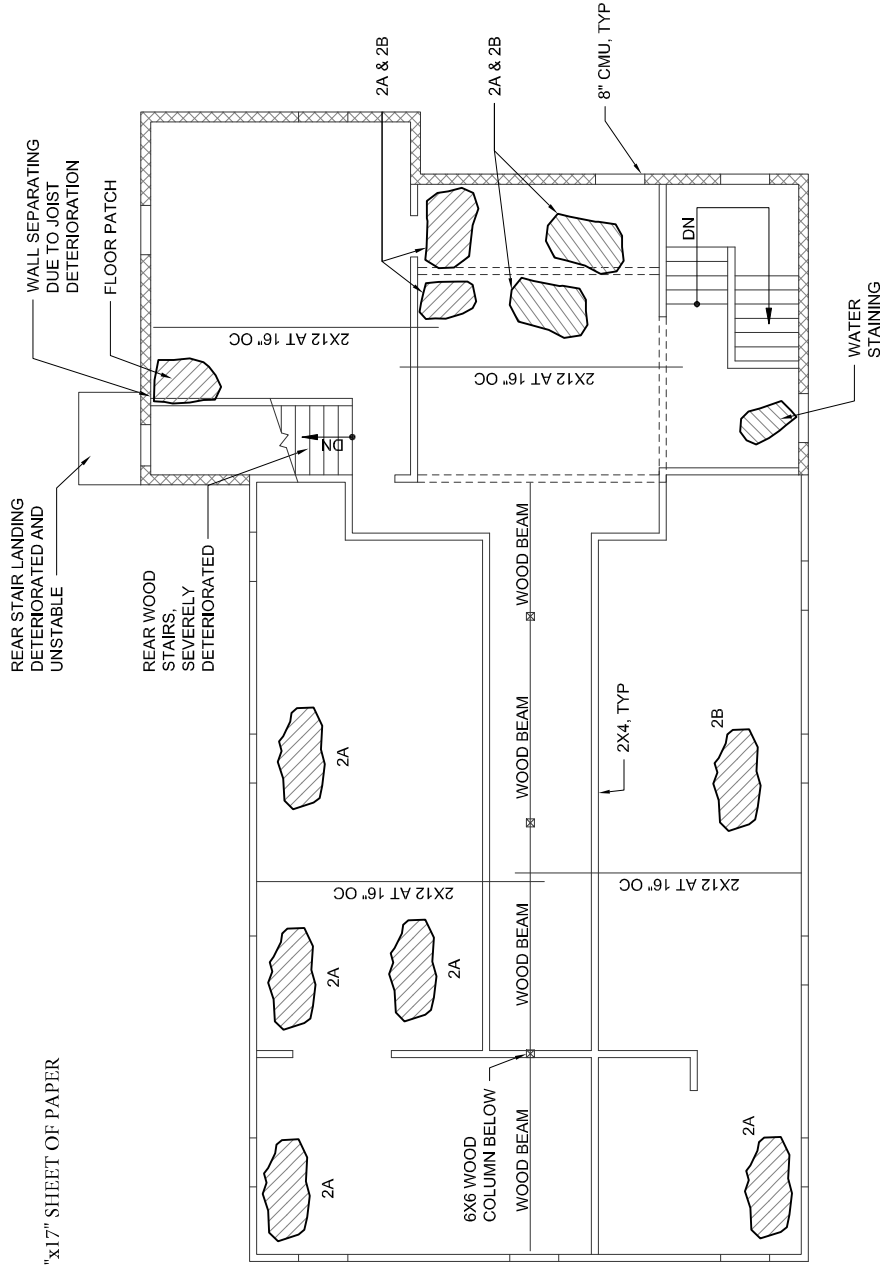 REAR STAIR LANDING
DETERIORATED AND
UNSTABLE
WALL SEPARATING
DUE TO JOIST
DETERIORATION
FLOOR PATCH
2A & 2B
2A & 2B
8" CMU, TYP
REAR WOOD
STAIRS,
SEVERELY
DETERIORATED
DN
2X12 AT 16" OC
2X12 AT 16" OC
DN
WATER
STAINING
WOOD BEAM
WOOD BEAM
WOOD BEAM
WOOD BEAM
2X4, TYP
2A
2B
2X12 AT 16" OC
2X12 AT 16" OC
2A
2A
6X6 WOOD
COLUMN BELOW
2A
2A
"x17" SHEET OF PAPER